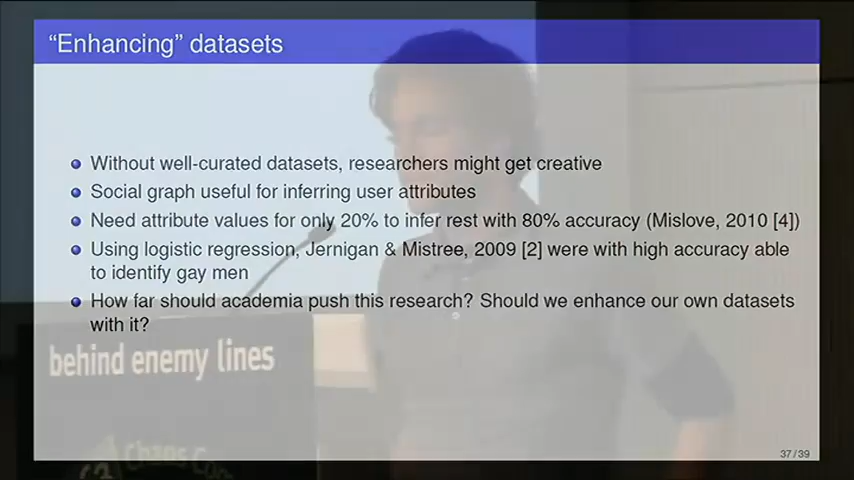 “Enhancing” datasets
Without well-curated datasets, researchers might get creative
Social graph useful for inferring user attributes
Need attribute values for only 20% to infer rest with 80% accuracy (Mislove, 2010 [4])
Using logistic regression, Jernigan & Mistree, 2009 [2] were with high accuracy able
to identify gay men
How far should academia push this research? Should we enhance our own datasets
with it?
behind enemy lines
Chaos Com
37/39